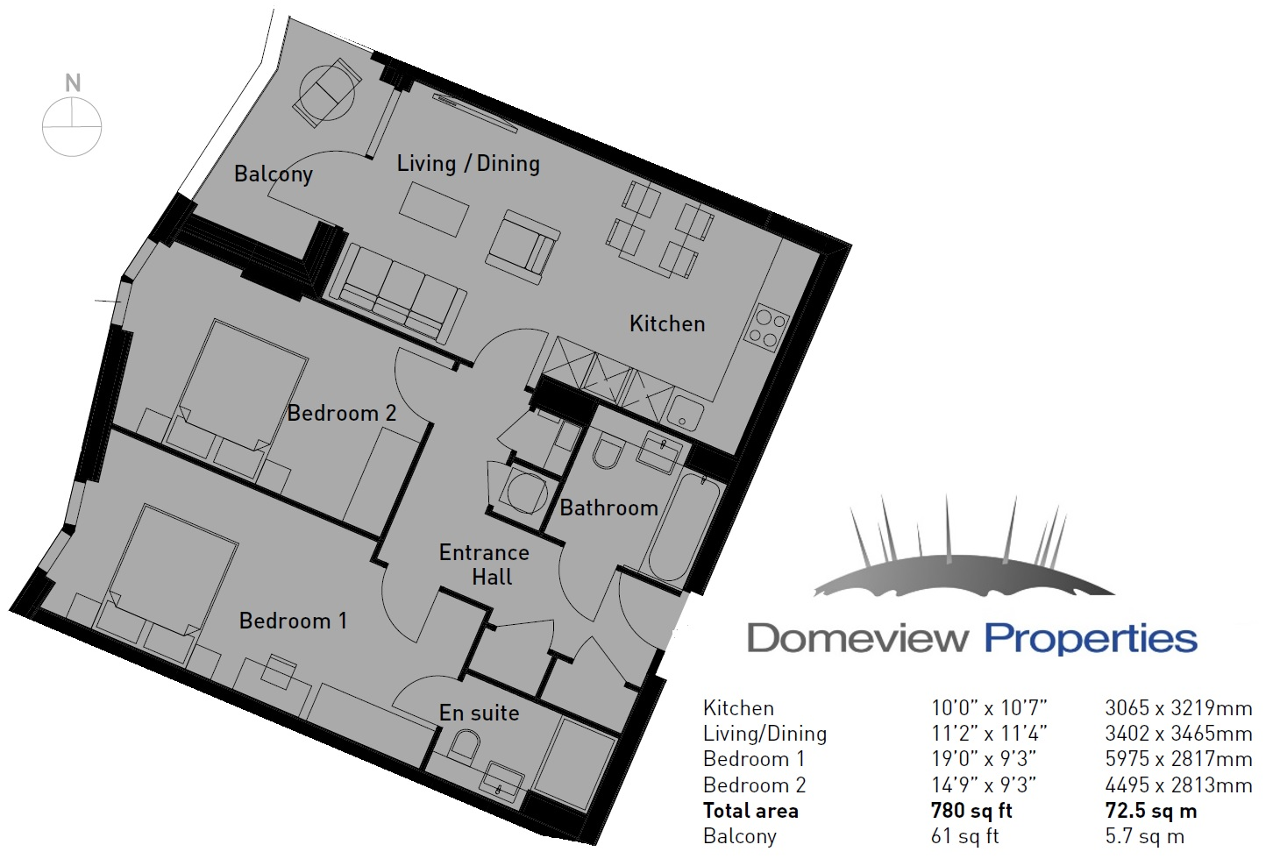 N
Balcony
Living / Dining
Kitchen
Bedroom 2
Bathroom
Entrance
Hall
Bedroom 1
En suite
Domeview Properties
Kitchen 10’0” x 10’7” 3065 x 3219mm
Living/Dining 11’2” x 11’4” 3402 x 3465mm
Bedroom 1 19’0” x 9’3” 5975 x 2817mm
Bedroom 2 14’9” x 9’3” 4495 x 2813mm
Total area 780 sq ft 72.5 sq m
Balcony 61 sq ft 5.7 sq m